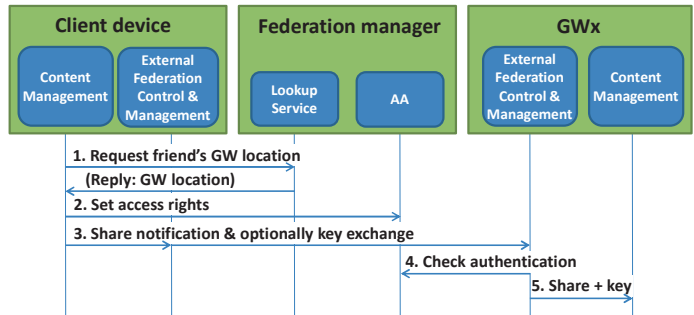 Client device
Federation manager
GWx
Content
Management
External
Federation
Control &
Management
Lookup
Service
AA
External
Federation
Control &
Management
Content
Management
1. Request friend's GW location
(Reply: GW location)
2. Set access rights
3. Share notification & optionally key exchange
4. Check authentication
5. Share + key